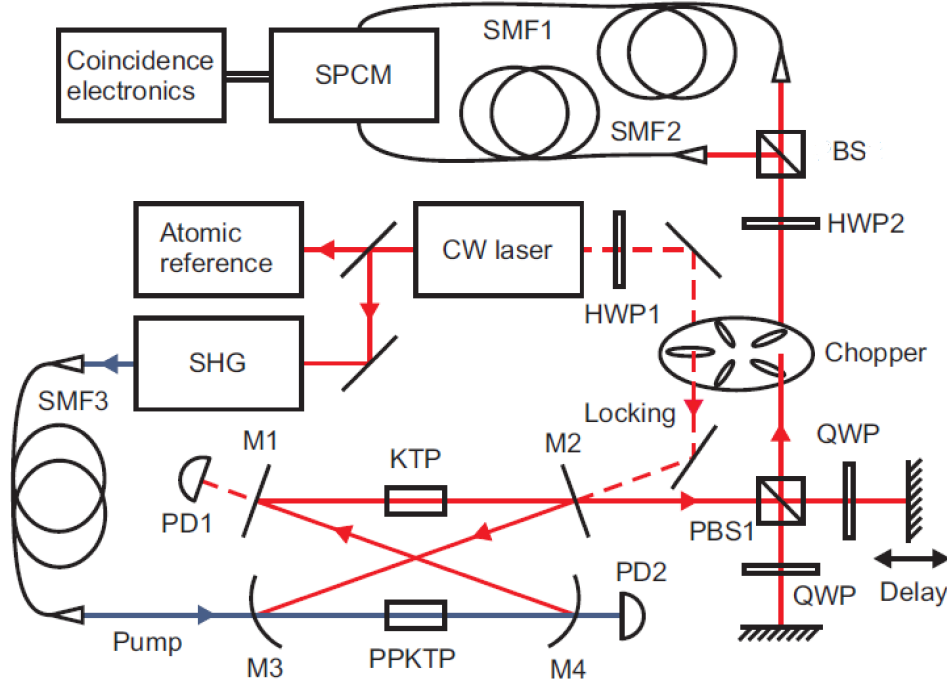 SMF1
Coincidence
electronics
SPCM
SMF2
BS
HWP2
Atomic
reference
CW laser
HWP1
Chopper
SHG
SMF3
Locking
M1
KTP
M2
QWP
PD1
PBS1
PD2
QWP
Delay
Pump
M3
PPKTP
M4